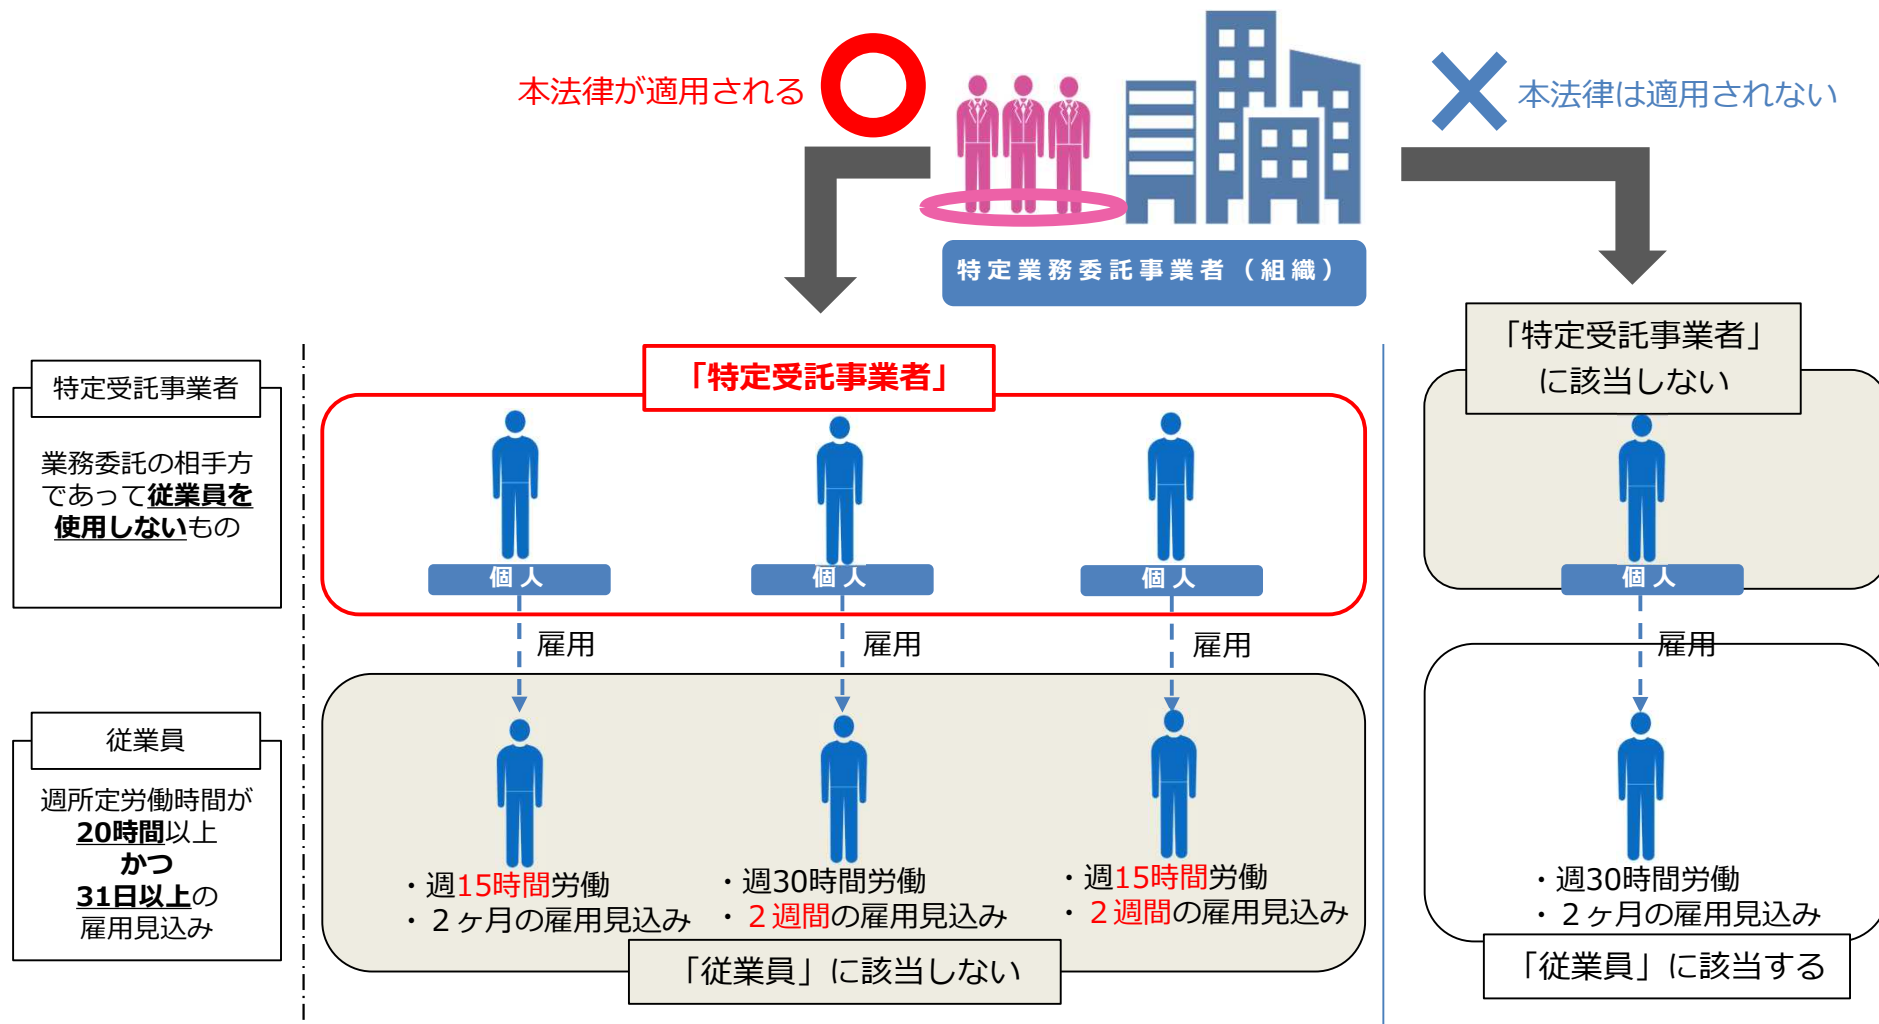 本法律が適用される
本法律は適用されない
特定業務委託事業者（組織）
「特定受託事業者」
に該当しない
「特定受託事業者」
特定受託事業者
業務委託の相手方
であって従業員を
使用しないもの
個人
個人
個人
個人
雇用
雇用
雇用
雇用
従業員
週所定労働時間が
20時間以上
かつ
31日以上の
雇用見込み
・週15時間労働
・２ヶ月の雇用見込み
・週30時間労働
・２週間の雇用見込み
・週15時間労働
・２週間の雇用見込み
・週30時間労働
・２ヶ月の雇用見込み
「従業員」に該当しない
「従業員」に該当する